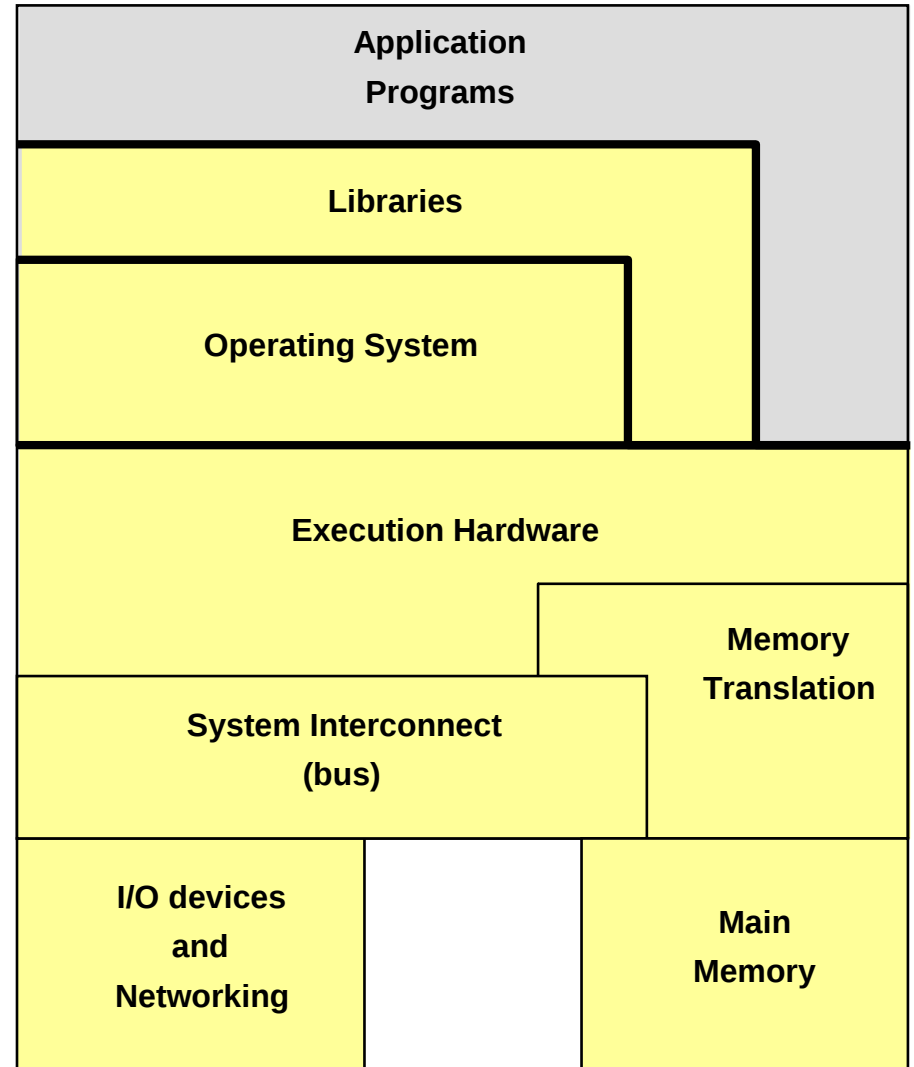 Application
Programs
Libraries
Operating System
Execution Hardware
Memory
Translation
System Interconnect
(bus)
I/O devices
and
Networking
Main
Memory